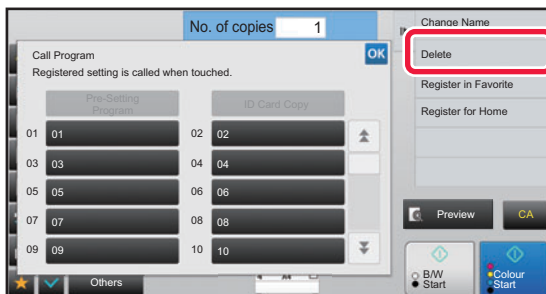 No. of copies 1
Call Program
OK
Registered setting is called when touched.
Pre-Setting
Program
ID Card Copy
01 01
02 02
03 03
04 04
05 05
06 06
07 07
08 08
09 09
10 10
Others
Change Name
Delete
Register in Favorite
Register for Home
Preview
CA
B/W
Start
Colour
Start